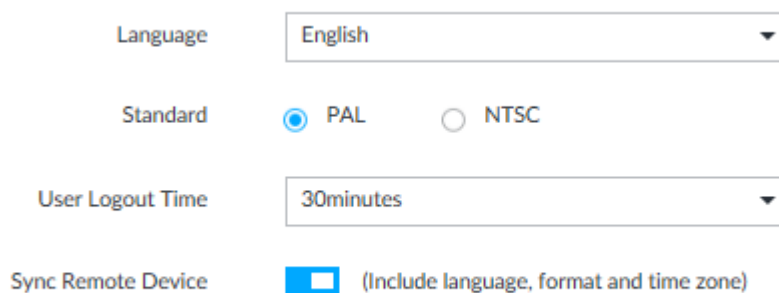 Language English
Standard PAL NTSC
User Logout Time 30minutes
Sync Remote Device (Include language, format and time zone)